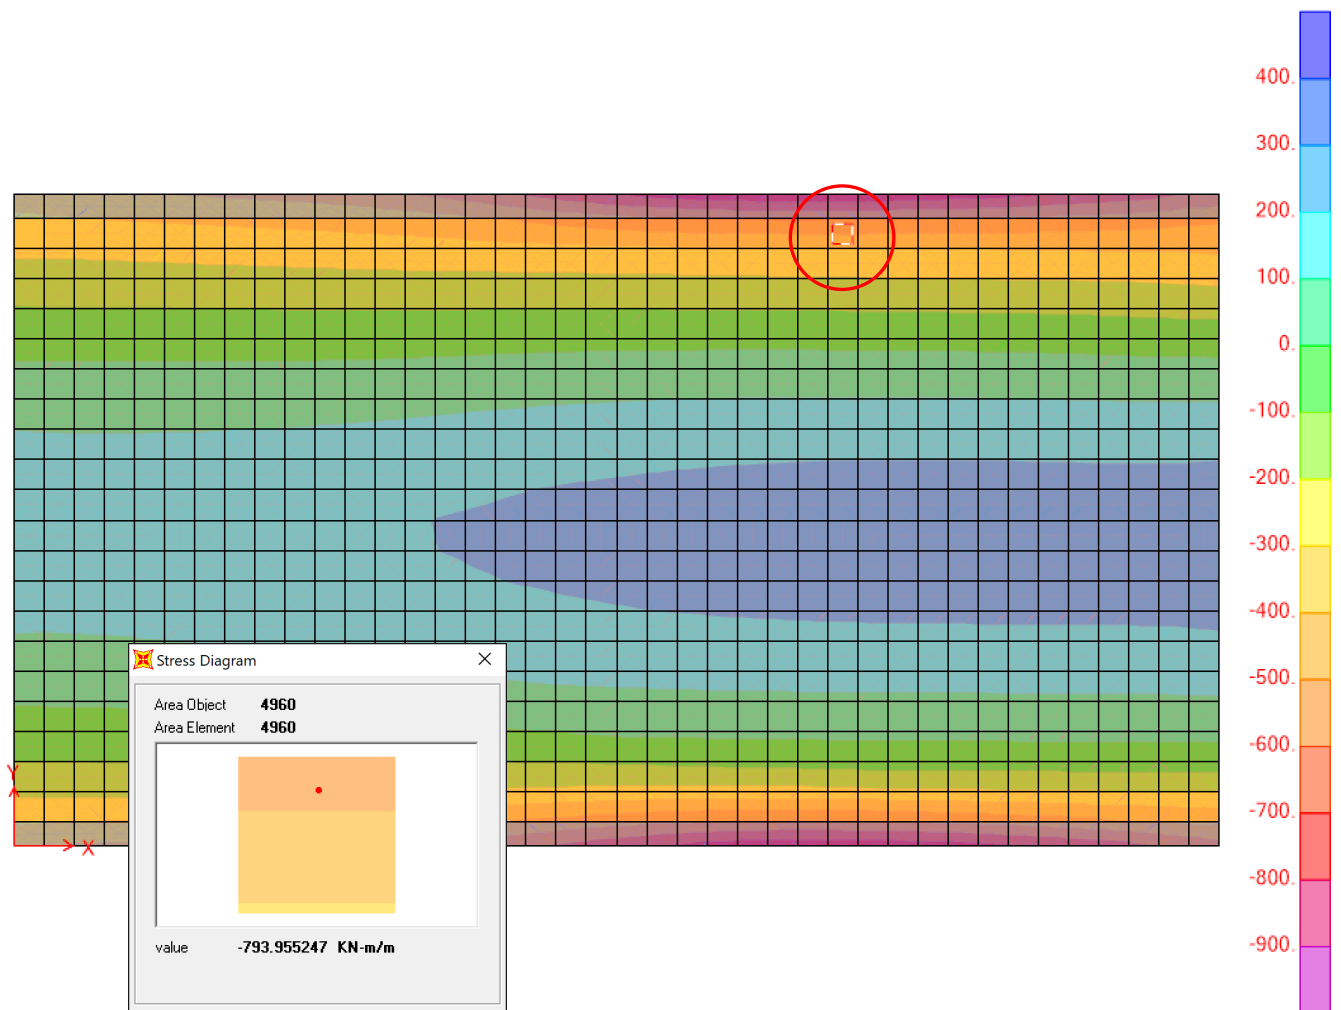 400.
300.
200.
100.
0.
-100.
-200.
-300.
-400.
-500.
-600.
-700.
-800.
-900.
Stress Diagram
Area Object 4960
Area Element 4960
value -793.955247 KN-m/m
Y
X